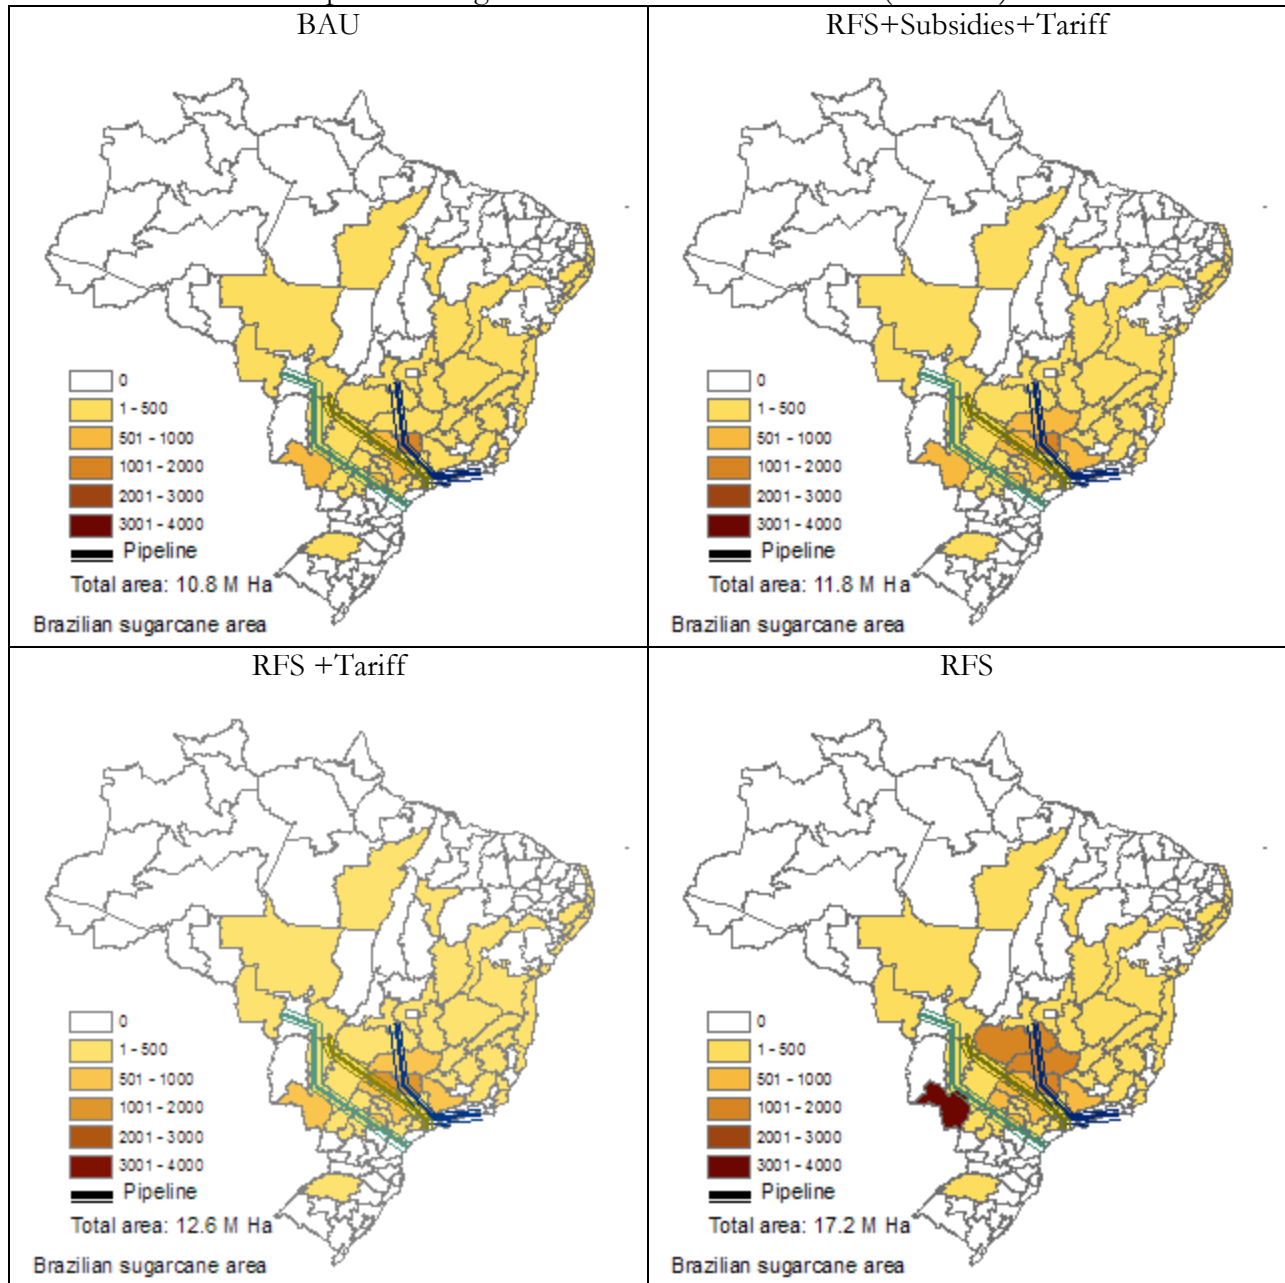 BAU
0
1 - 500
501 - 1000
1001 - 2000
2001 - 3000
3001 - 4000
Pipeline
Total area: 10.8 M Ha
Brazilian sugarcane area
RFS+Subsidies+Tariff
0
1 - 500
501 - 1000
1001 - 2000
2001 - 3000
3001 - 4000
Pipeline
Total area: 11.8 M Ha
Brazilian sugarcane area
RFS +Tariff
0
1 - 500
501 - 1000
1001 - 2000
2001 - 3000
3001 - 4000
Pipeline
Total area: 12.6 M Ha
Brazilian sugarcane area
RFS
0
1 - 500
501 - 1000
1001 - 2000
2001 - 3000
3001 - 4000
Pipeline
Total area: 17.2 M Ha
Brazilian sugarcane area